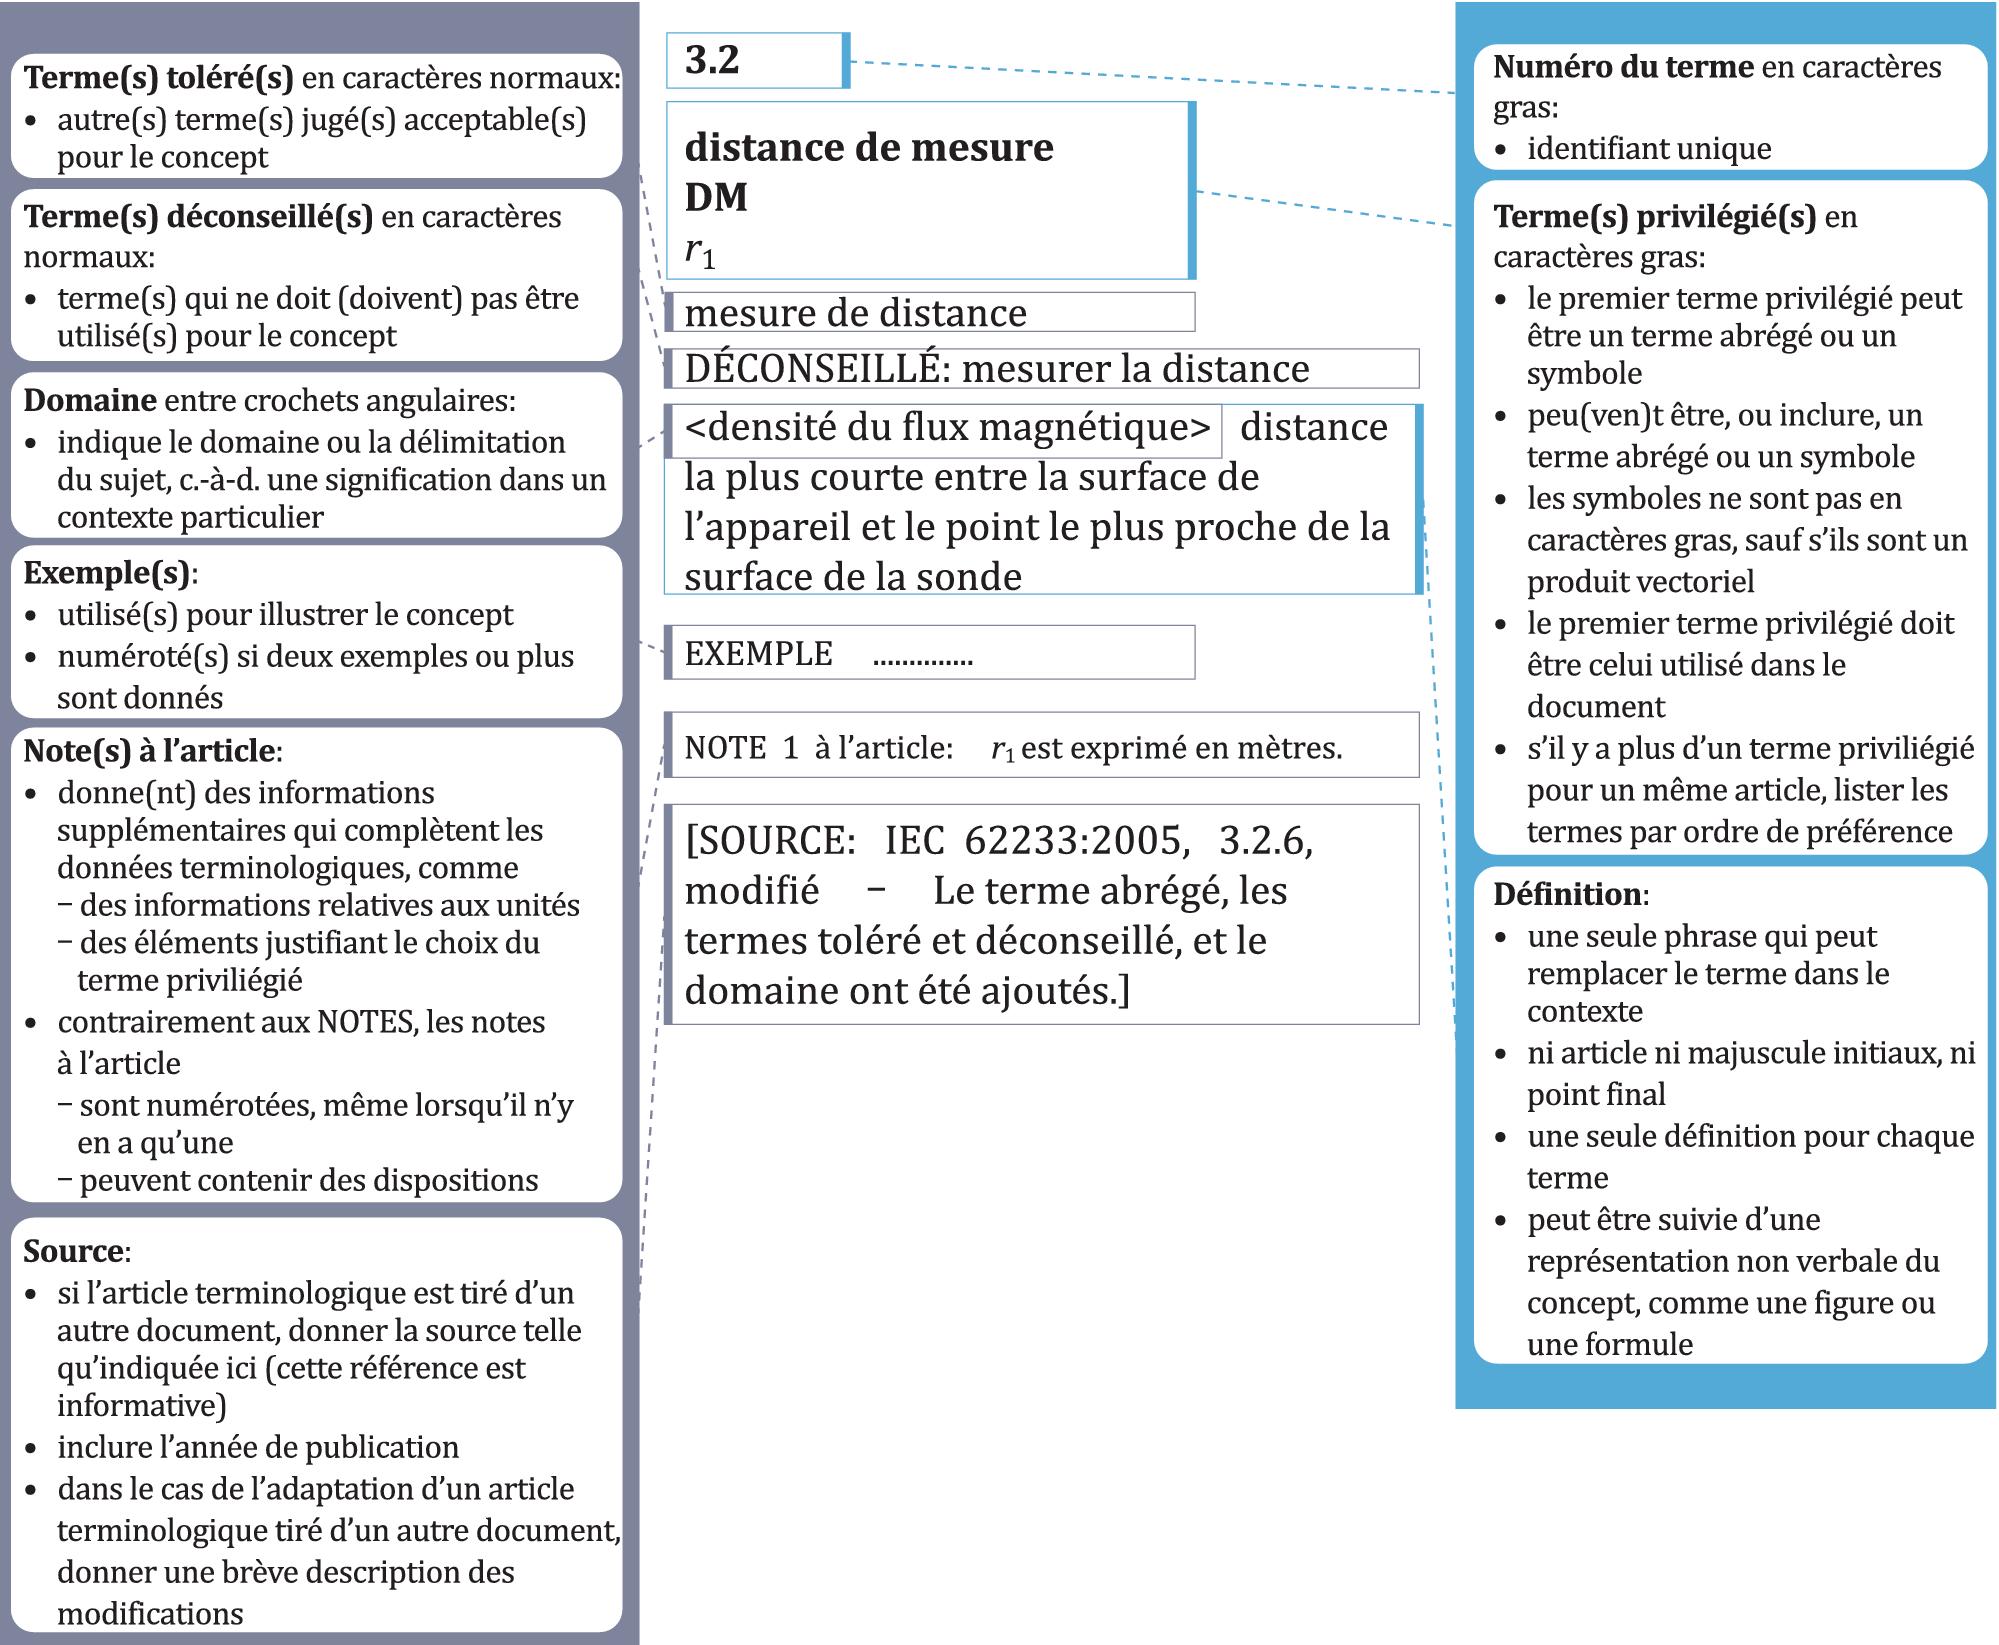 Terme(s) toléré(s) en caractères normaux:
• autre(s) terme(s) jugé(s) acceptable(s)
pour le concept
Terme(s) déconseillé(s) en caractères
normaux:
• terme(s) qui ne doit (doivent) pas être
utilisé(s) pour le concept
Domaine entre crochets angulaires:
• indique le domaine ou la délimitation
du sujet, c.-à-d. une signification dans un
contexte particulier
Exemple(s):
• utilisé(s) pour illustrer le concept
• numéroté(s) si deux exemples ou plus
sont donnés
Note(s) à l’article:
• donne(nt) des informations
supplémentaires qui complètent les
données terminologiques, comme
– des informations relatives aux unités
– des éléments justifiant le choix du
terme priviliégié
• contrairement aux NOTES, les notes
à l’article
– sont numérotées, même lorsqu’il n’y
en a qu’une
– peuvent contenir des dispositions
Source:
• si l’article terminologique est tiré d’un
autre document, donner la source telle
qu’indiquée ici (cette référence est
informative)
• inclure l’année de publication
• dans le cas de l’adaptation d’un article
terminologique tiré d’un autre document,
donner une brève description des
modifications
3.2
distance de mesure
DM
r₁
mesure de distance
DÉCONSEILLÉ: mesurer la distance
<densité du flux magnétique> distance
la plus courte entre la surface de
l’appareil et le point le plus proche de la
surface de la sonde
EXEMPLE ..............
NOTE 1 à l’article: r₁ est exprimé en mètres.
[SOURCE: IEC 62233:2005, 3.2.6,
modifié – Le terme abrégé, les
termes toléré et déconseillé, et le
domaine ont été ajoutés.]
Numéro du terme en caractères
gras:
• identifiant unique
Terme(s) privilégié(s) en
caractères gras:
• le premier terme privilégié peut
être un terme abrégé ou un
symbole
• peu(ven)t être, ou inclure, un
terme abrégé ou un symbole
• les symboles ne sont pas en
caractères gras, sauf s’ils sont un
produit vectoriel
• le premier terme privilégié doit
être celui utilisé dans le
document
• s’il y a plus d’un terme priviliégié
pour un même article, lister les
termes par ordre de préférence
Définition:
• une seule phrase qui peut
remplacer le terme dans le
contexte
• ni article ni majuscule initiaux, ni
point final
• une seule définition pour chaque
terme
• peut être suivie d’une
représentation non verbale du
concept, comme une figure ou
une formule